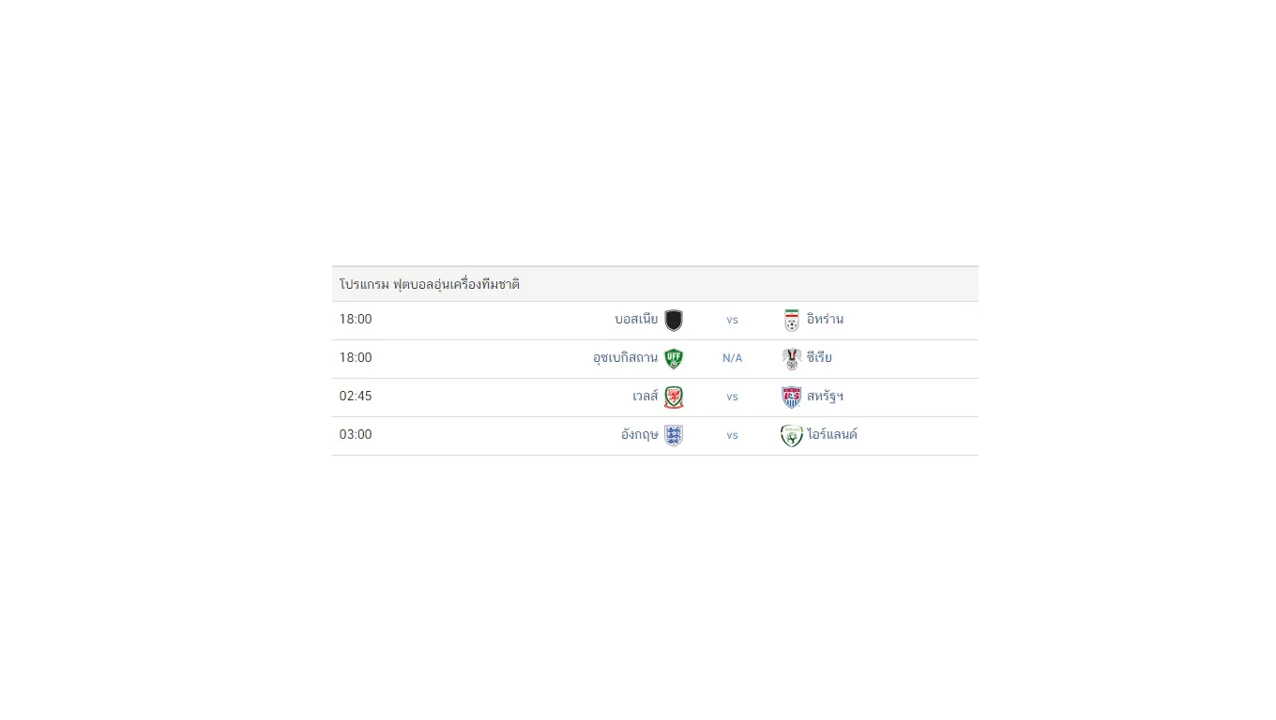 โปรแกรม ฟุตบอลอุ่นเครื่องทีมชาติ
18:00 บอสเนีย vs อิหร่าน
18:00 อุซเบกิสถาน UFF N/A ซีเรีย
02:45 เวลส์ vs US สหรัฐฯ
03:00 อังกฤษ vs ไอร์แลนด์